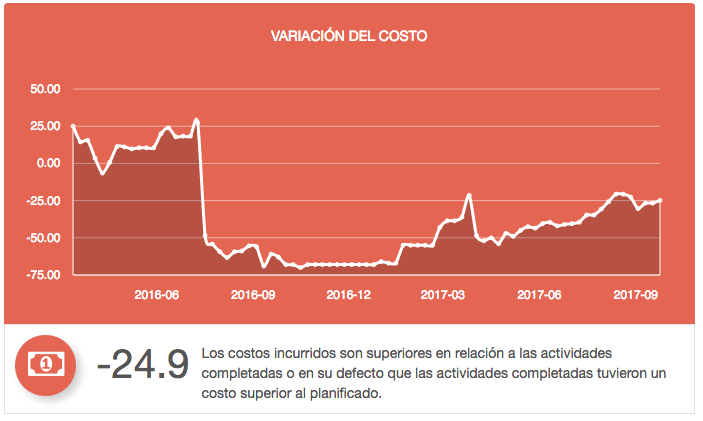 VARIACIÓN DEL COSTO
50.00
25.00
0.00
-25.00
-50.00
-75.00
2016-06 2016-09 2016-12 2017-03 2017-06 2017-09
1
-24.9
Los costos incurridos son superiores en relación a las actividades
completadas o en su defecto que las actividades completadas tuvieron un
costo superior al planificado.